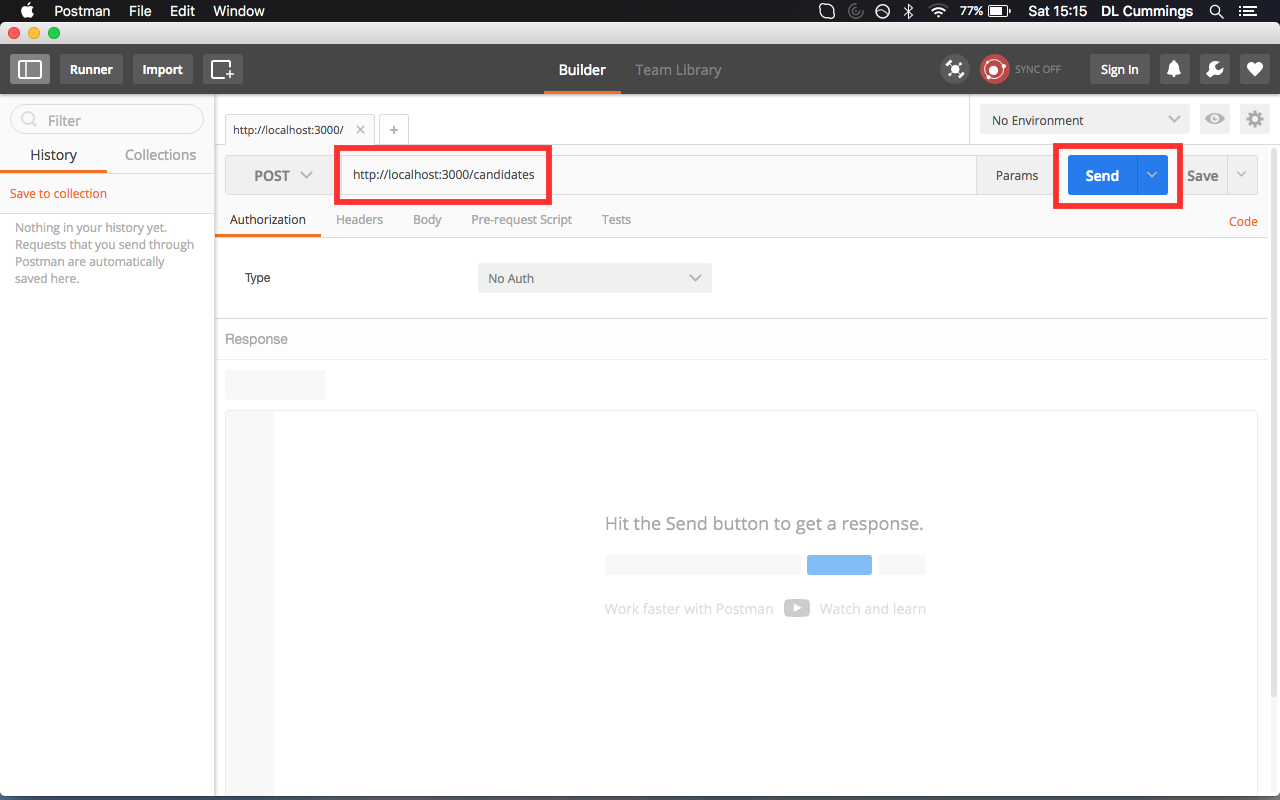 Postman File Edit Window 77% Sat 15:15 DL Cummings
Runner Import Builder Team Library SYNC OFF Sign In
Filter
History Collections
Save to collection
Nothing in your history yet.
Requests that you send through
Postman are automatically
saved here.
http://localhost:3000/ No Environment
POST http://localhost:3000/candidates Params Send Save
Authorization Headers Body Pre-request Script Tests Code
Type No Auth
Response
Hit the Send button to get a response.
Work faster with Postman Watch and learn